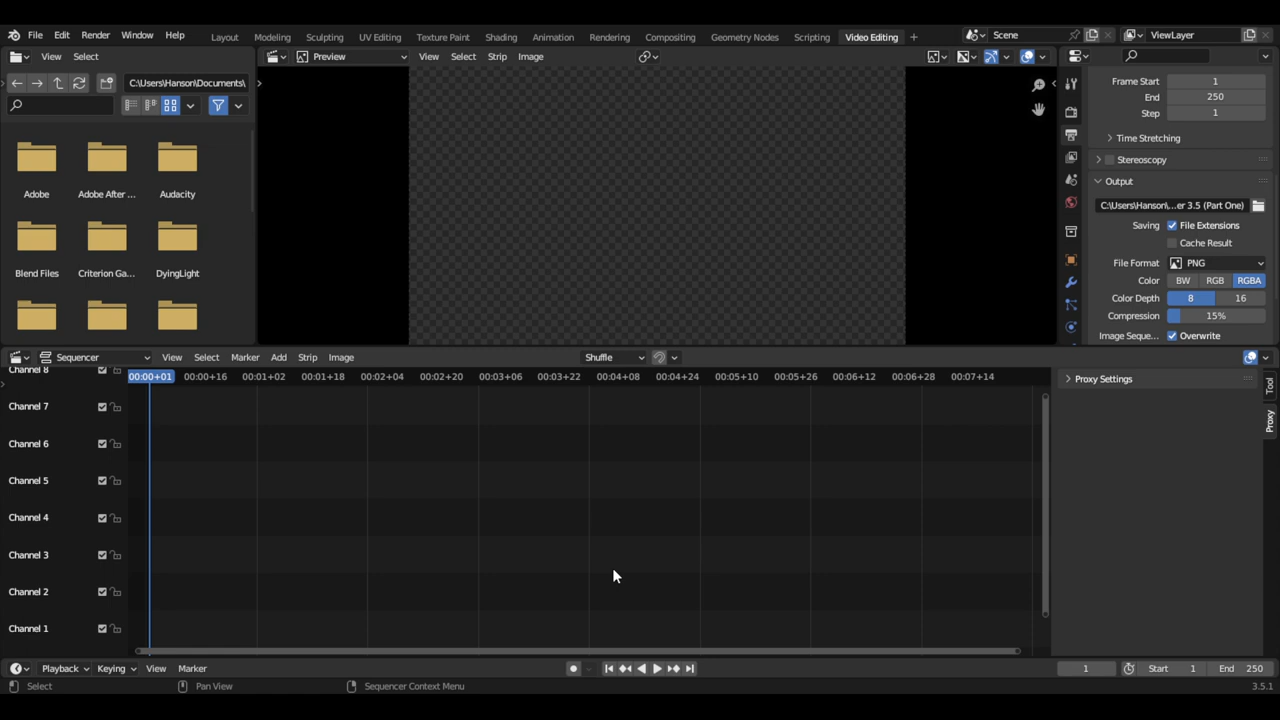 File Edit Render Window Help Layout Modeling Sculpting UV Editing Texture Paint Shading Animation Rendering Compositing Geometry Nodes Scripting Video Editing + Scene ViewLayer
View Select Preview View Select Strip Image
C:\Users\Hanson\Documents\
Frame Start 1
End 250
Step 1
Time Stretching
Stereoscopy
Output
C:\Users\Hanson\...er 3.5 (Part One)
Saving File Extensions
Cache Result
File Format PNG
Color BW RGB RGBA
Color Depth 8 16
Compression 15%
Image Seque... Overwrite
Adobe Adobe After ... Audacity
Blend Files Criterion Ga... DyingLight
Sequencer View Select Marker Add Strip Image Shuffle
00:00+01 00:00+16 00:01+02 00:01+18 00:02+04 00:02+20 00:03+06 00:03+22 00:04+08 00:04+24 00:05+10 00:05+26 00:06+12 00:06+28 00:07+14
Proxy Settings
Tool
Proxy
Channel 8
Channel 7
Channel 6
Channel 5
Channel 4
Channel 3
Channel 2
Channel 1
Playback Keying View Marker 1 Start 1 End 250
Select Pan View Sequencer Context Menu 3.5.1